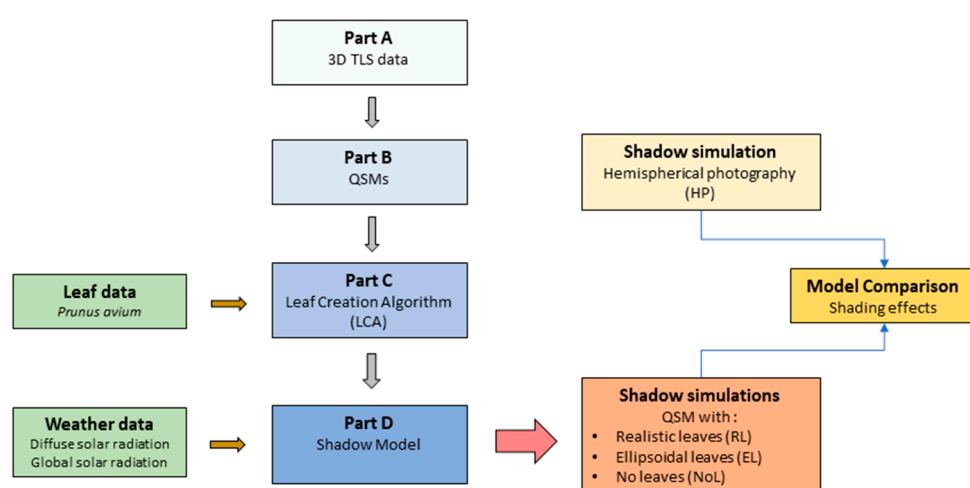 Part A
3D TLS data
Part B
QSMs
Shadow simulation
Hemispherical photography
(HP)
Leaf data
Prunus avium
Part C
Leaf Creation Algorithm
(LCA)
Model Comparison
Shading effects
Weather data
Diffuse solar radiation
Global solar radiation
Part D
Shadow Model
Shadow simulations
QSM with :
• Realistic leaves (RL)
• Ellipsoidal leaves (EL)
• No leaves (NoL)